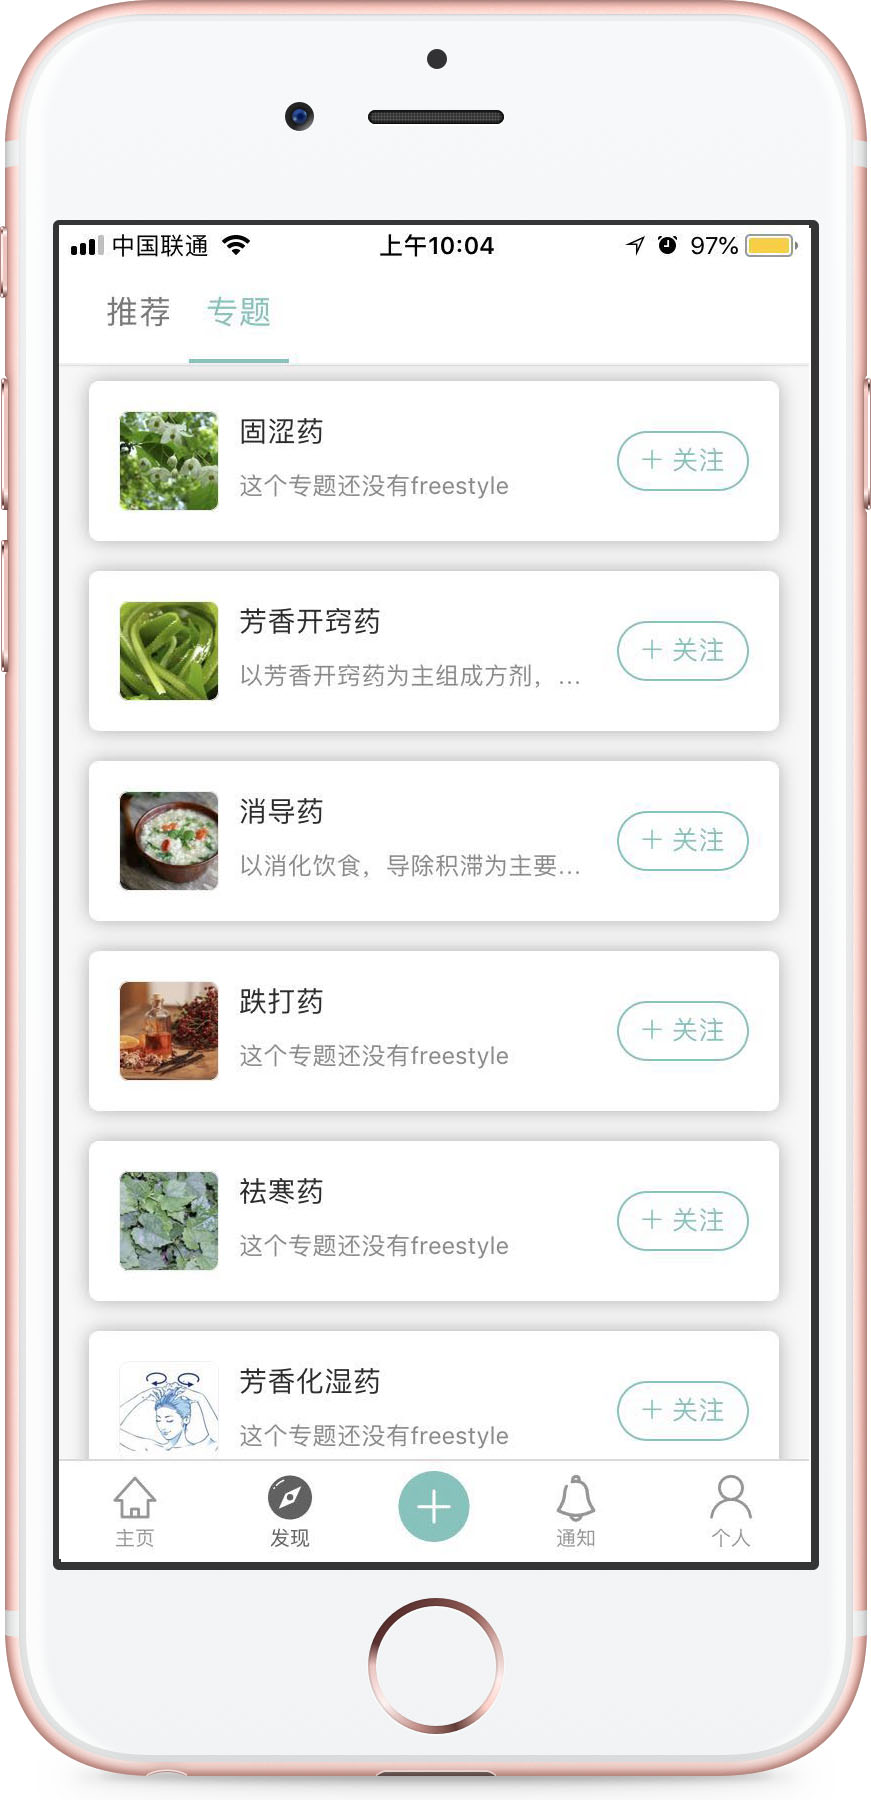 中国联通 上午10:04 97%
推荐 专题
固涩药
这个专题还没有freestyle
+ 关注
芳香开窍药
以芳香开窍药为主组成方剂，...
+ 关注
消导药
以消化饮食，导除积滞为主要...
+ 关注
跌打药
这个专题还没有freestyle
+ 关注
祛寒药
这个专题还没有freestyle
+ 关注
芳香化湿药
这个专题还没有freestyle
+ 关注
主页 发现 通知 个人